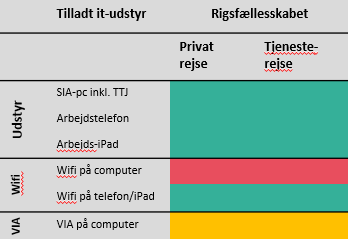 Tilladt it-udstyr Rigsfællesskabet
Privat rejse Tjeneste-rejse
Udstyr
SIA-pc inkl. TTJ
Arbejdstelefon
Arbejds-iPad
Wifi
Wifi på computer
Wifi på telefon/iPad
VIA
VIA på computer